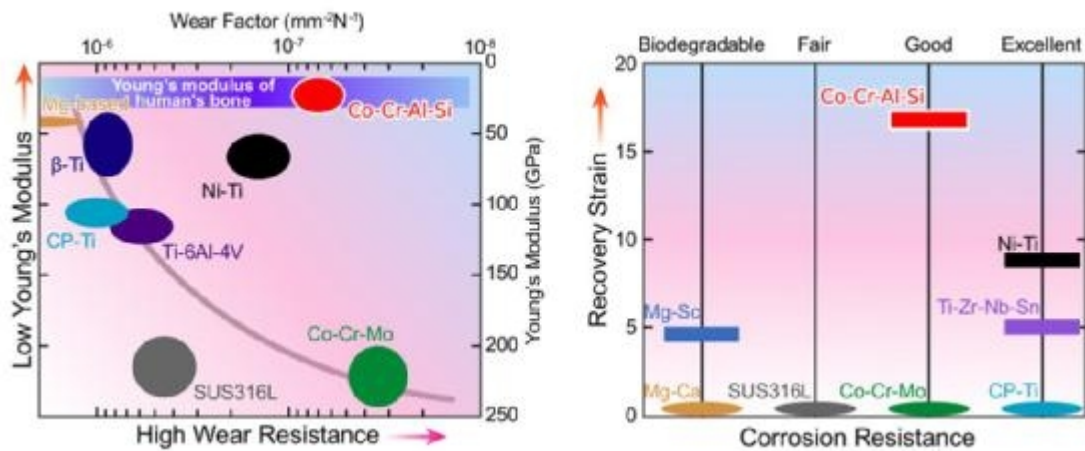 Wear Factor (mm⁻²N⁻¹)
10⁻⁶ 10⁻⁷ 10⁻⁸
Low Young's Modulus
Young's modulus of
human's bone
Mg-based
Co-Cr-Al-Si
β-Ti
Ni-Ti
CP-Ti
Ti-6Al-4V
Co-Cr-Mo
SUS316L
0
50
100
150
200
250
Young's Modulus (GPa)
High Wear Resistance
Biodegradable Fair Good Excellent
Recovery Strain
20
15
10
5
0
Co-Cr-Al-Si
Ni-Ti
Mg-Sc
Ti-Zr-Nb-Sn
Mg-Ca SUS316L Co-Cr-Mo CP-Ti
Corrosion Resistance